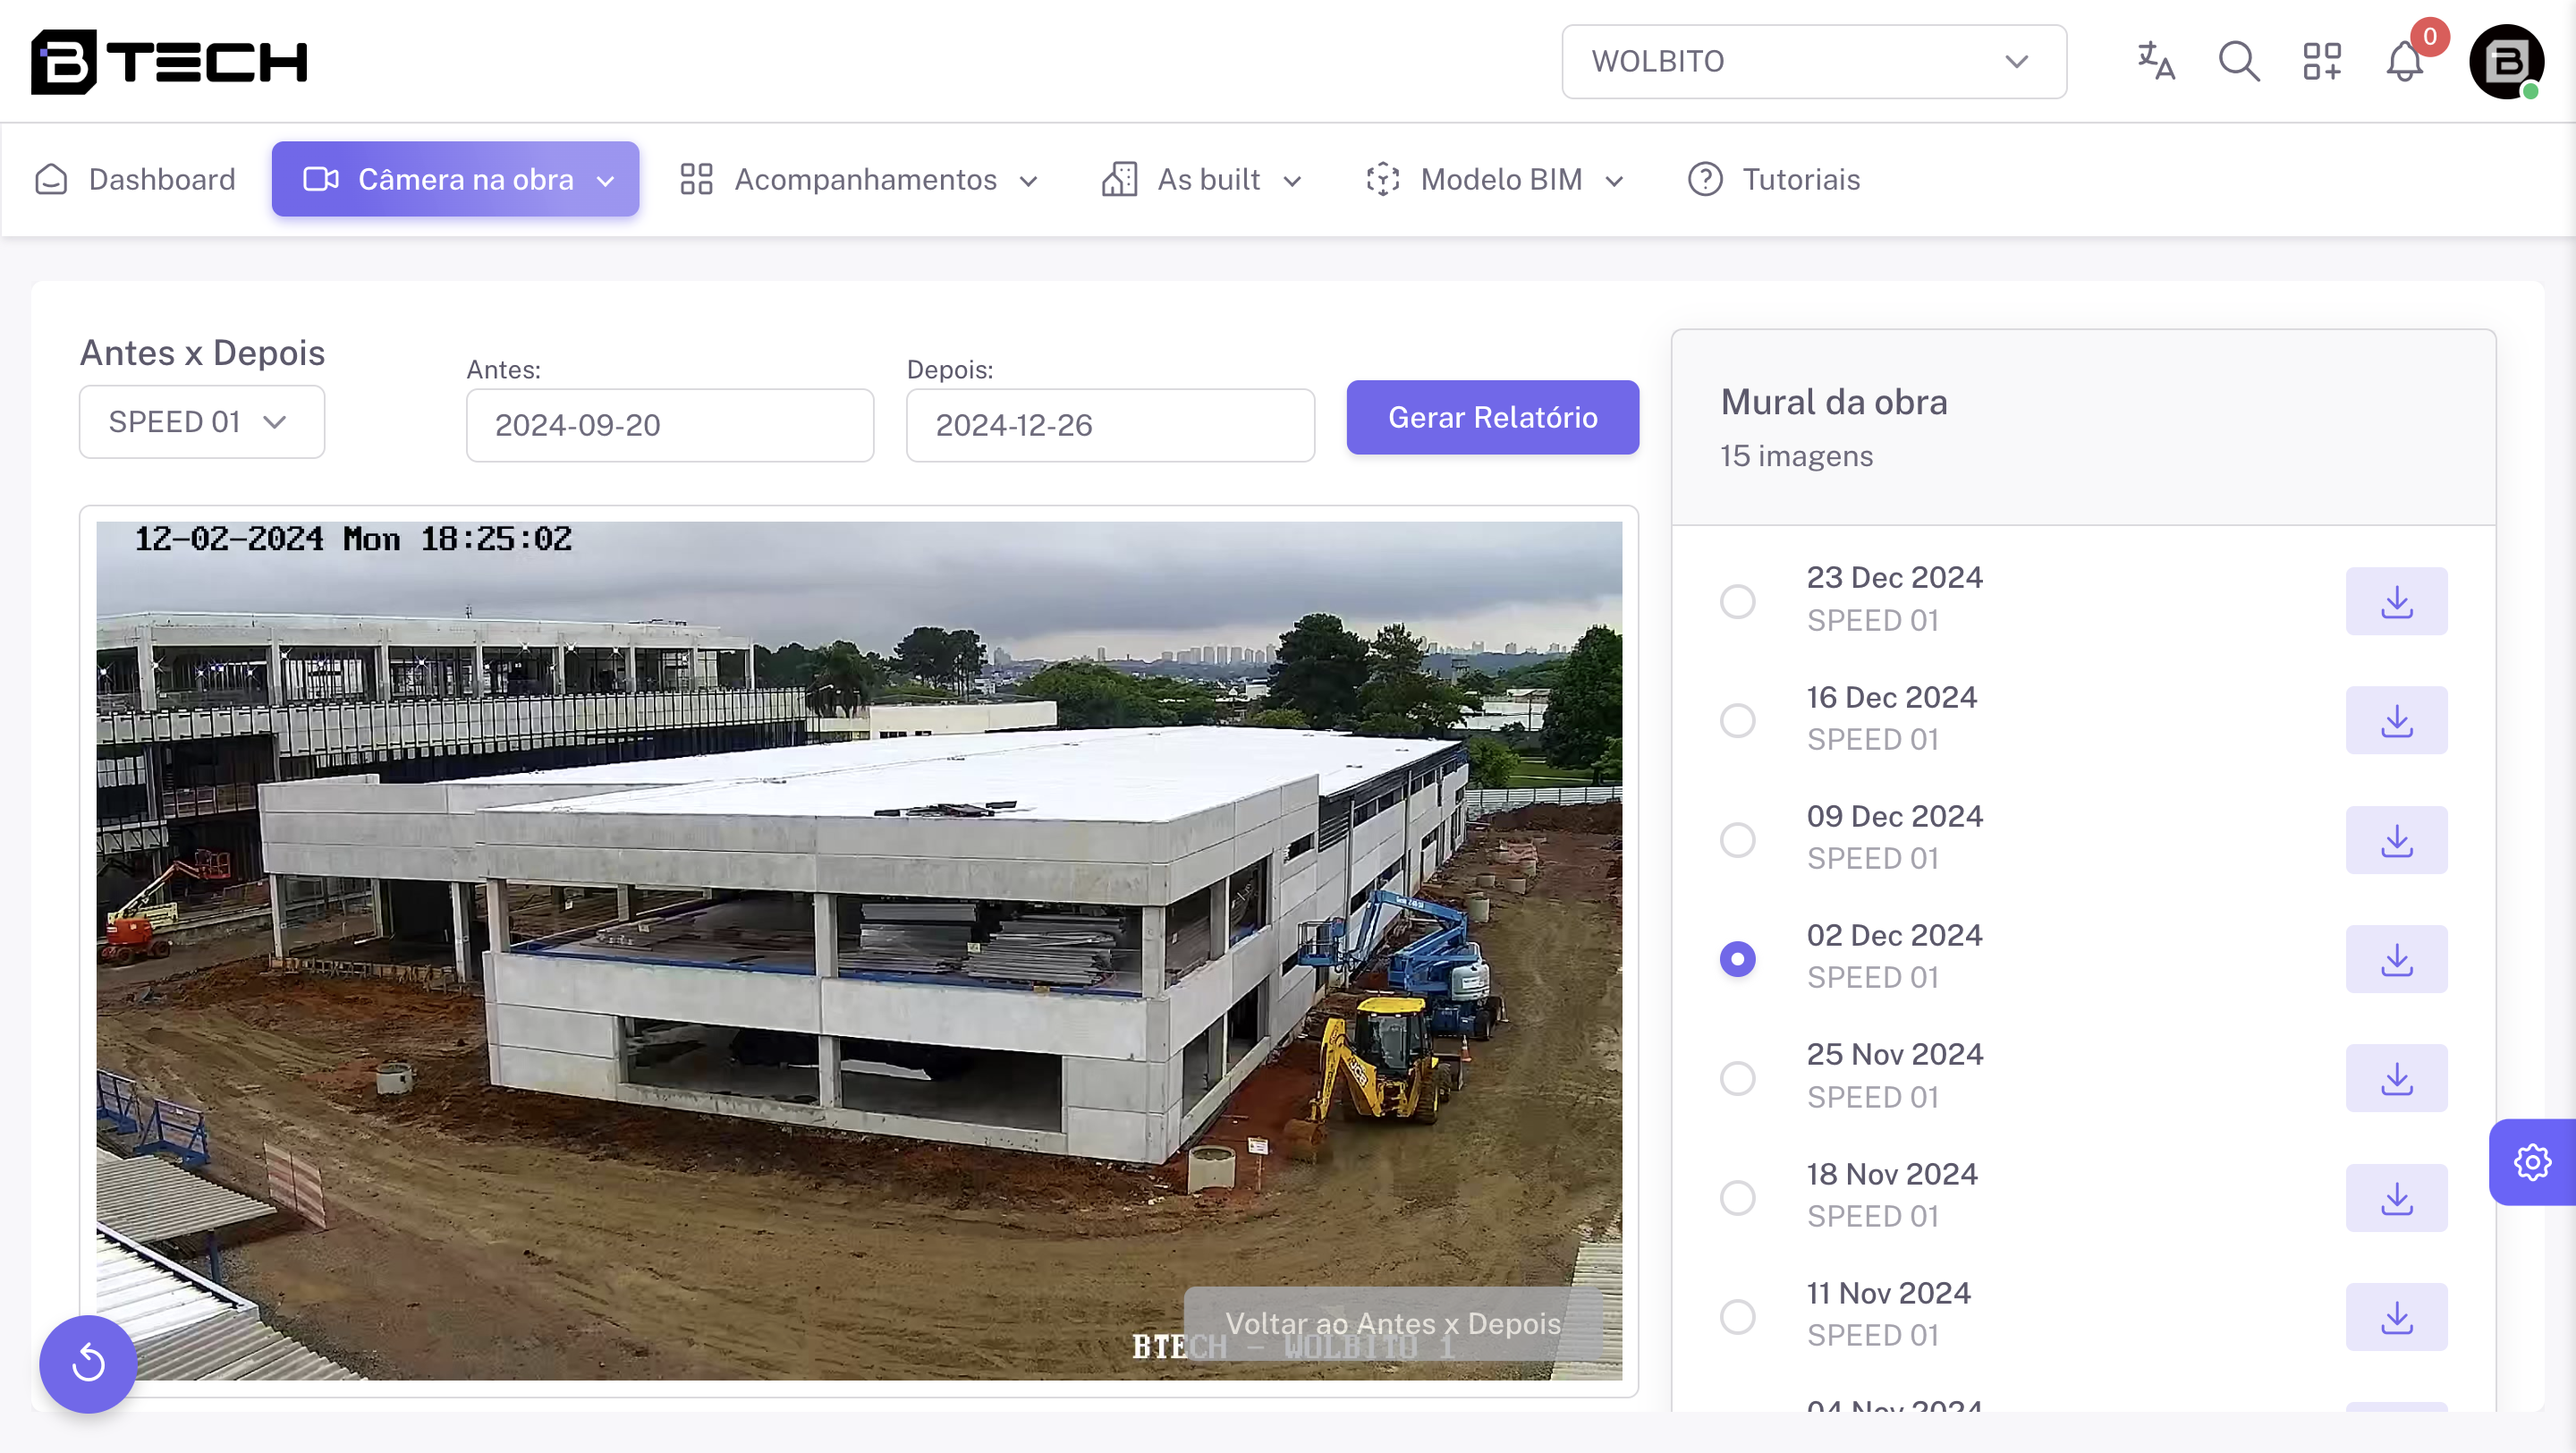 B TECH
WOLBITO
0
Dashboard
Câmera na obra
Acompanhamentos
As built
Modelo BIM
Tutoriais
Antes x Depois
SPEED 01
Antes:
2024-09-20
Depois:
2024-12-26
Gerar Relatório
12-02-2024 Mon 18:25:02
JCB
Voltar ao Antes x Depois
BTECH - WOLBITO 1
Mural da obra
15 imagens
23 Dec 2024
SPEED 01
16 Dec 2024
SPEED 01
09 Dec 2024
SPEED 01
02 Dec 2024
SPEED 01
25 Nov 2024
SPEED 01
18 Nov 2024
SPEED 01
11 Nov 2024
SPEED 01
04 Nov 2024